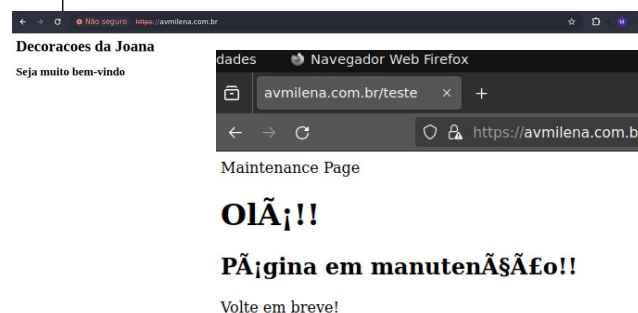 Não seguro https://avmilena.com.br
Decoracoes da Joana
Seja muito bem-vindo
dades Navegador Web Firefox
avmilena.com.br/teste
https://avmilena.com.b
Maintenance Page
OlÃ¡!!
PÃ¡gina em manutenÃ§Ã£o!!
Volte em breve!